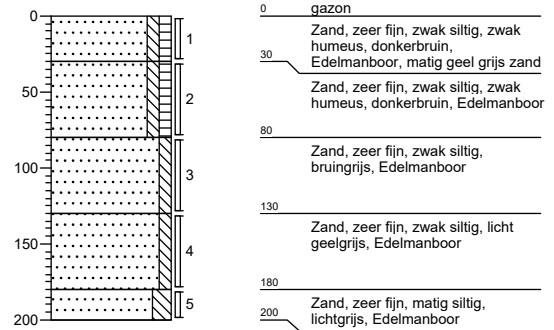 0
50
100
150
200
1
2
3
4
5
0
gazon
Zand, zeer fijn, zwak siltig, zwak
humeus, donkerbruin,
Edelmanboor, matig geel grijs zand
30
Zand, zeer fijn, zwak siltig, zwak
humeus, donkerbruin, Edelmanboor
80
Zand, zeer fijn, zwak siltig,
bruingrijs, Edelmanboor
130
Zand, zeer fijn, zwak siltig, licht
geelgrijs, Edelmanboor
180
Zand, zeer fijn, matig siltig,
lichtgrijs, Edelmanboor
200